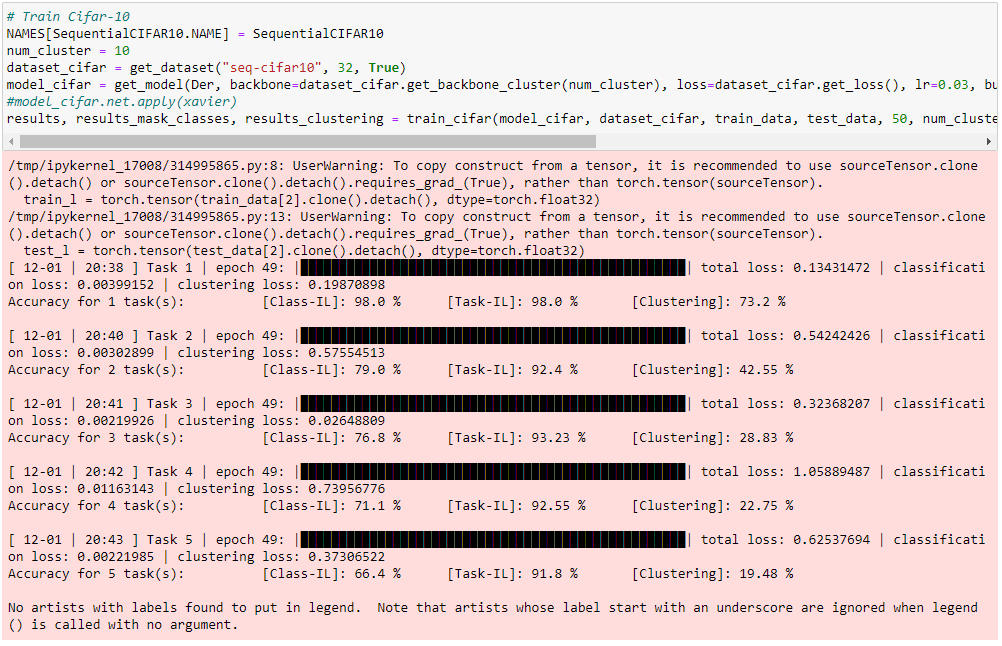 # Train Cifar-10
NAMES[SequentialCIFAR10.NAME] = SequentialCIFAR10
num_cluster = 10
dataset_cifar = get_dataset("seq-cifar10", 32, True)
model_cifar = get_model(Der, backbone=dataset_cifar.get_backbone_cluster(num_cluster), loss=dataset_cifar.get_loss(), lr=0.03, bu
#model_cifar.net.apply(xavier)
results, results_mask_classes, results_clustering = train_cifar(model_cifar, dataset_cifar, train_data, test_data, 50, num_cluste
/tmp/ipykernel_17008/314995865.py:8: UserWarning: To copy construct from a tensor, it is recommended to use sourceTensor.clone
().detach() or sourceTensor.clone().detach().requires_grad_(True), rather than torch.tensor(sourceTensor).
  train_l = torch.tensor(train_data[2].clone().detach(), dtype=torch.float32)
/tmp/ipykernel_17008/314995865.py:13: UserWarning: To copy construct from a tensor, it is recommended to use sourceTensor.clone
().detach() or sourceTensor.clone().detach().requires_grad_(True), rather than torch.tensor(sourceTensor).
  test_l = torch.tensor(test_data[2].clone().detach(), dtype=torch.float32)
[ 12-01 | 20:38 ] Task 1 | epoch 49: | | total loss: 0.13431472 | classificati
on loss: 0.00399152 | clustering loss: 0.19870898
Accuracy for 1 task(s): [Class-IL]: 98.0 % [Task-IL]: 98.0 % [Clustering]: 73.2 %
[ 12-01 | 20:40 ] Task 2 | epoch 49: | | total loss: 0.54242426 | classificati
on loss: 0.00302899 | clustering loss: 0.57554513
Accuracy for 2 task(s): [Class-IL]: 79.0 % [Task-IL]: 92.4 % [Clustering]: 42.55 %
[ 12-01 | 20:41 ] Task 3 | epoch 49: | | total loss: 0.32368207 | classificati
on loss: 0.00219926 | clustering loss: 0.02648809
Accuracy for 3 task(s): [Class-IL]: 76.8 % [Task-IL]: 93.23 % [Clustering]: 28.83 %
[ 12-01 | 20:42 ] Task 4 | epoch 49: | | total loss: 1.05889487 | classificati
on loss: 0.01163143 | clustering loss: 0.73956776
Accuracy for 4 task(s): [Class-IL]: 71.1 % [Task-IL]: 92.55 % [Clustering]: 22.75 %
[ 12-01 | 20:43 ] Task 5 | epoch 49: | | total loss: 0.62537694 | classificati
on loss: 0.00221985 | clustering loss: 0.37306522
Accuracy for 5 task(s): [Class-IL]: 66.4 % [Task-IL]: 91.8 % [Clustering]: 19.48 %
No artists with labels found to put in legend.  Note that artists whose label start with an underscore are ignored when legend
() is called with no argument.